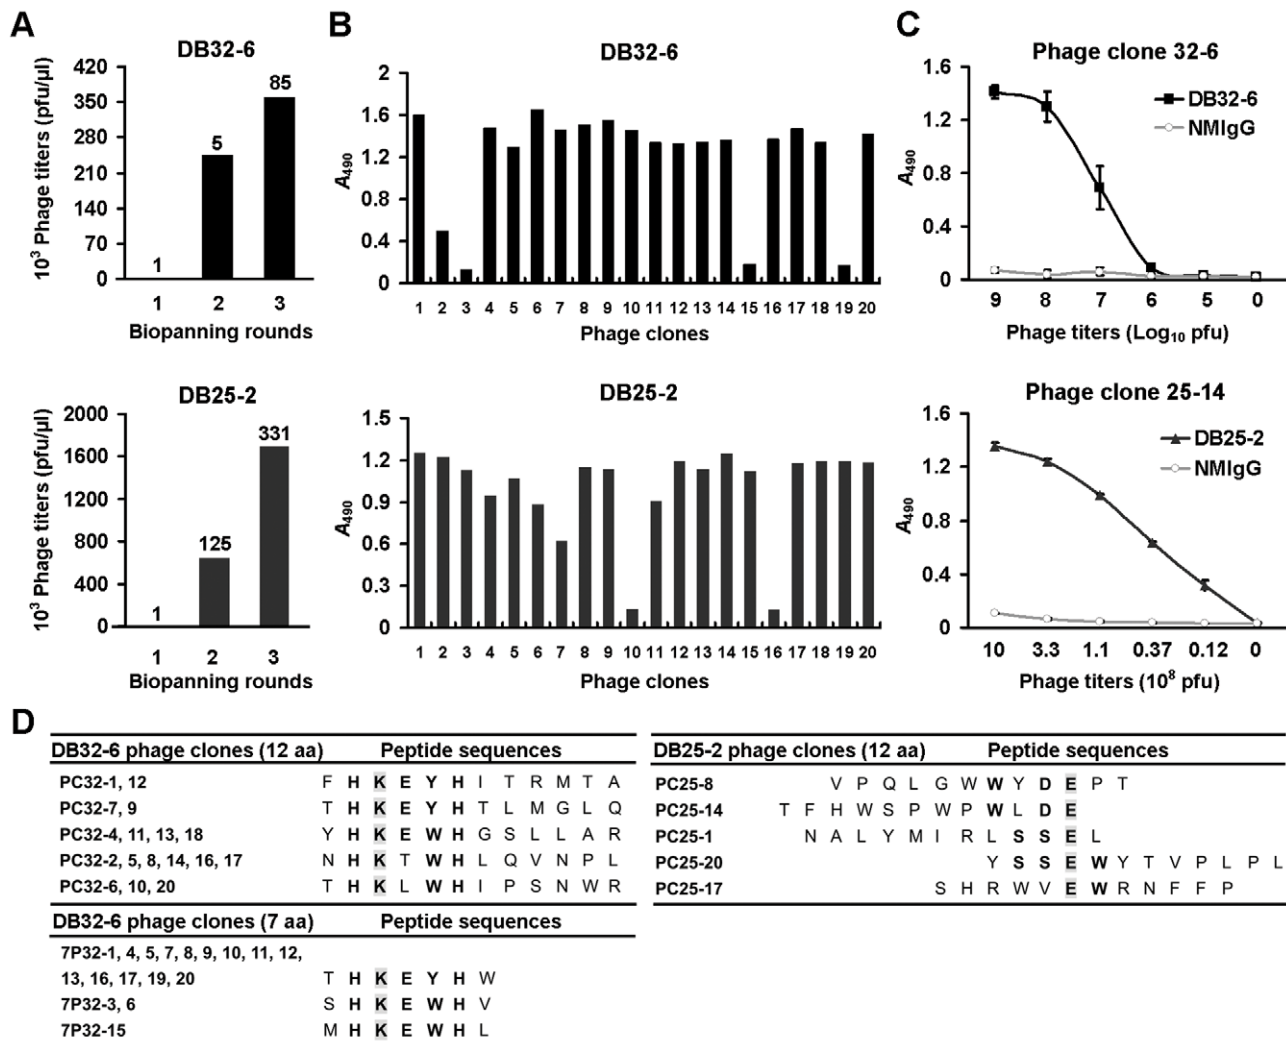 A
DB32-6
10³ Phage titers (pfu/µl)
420
350
280
210
140
70
0
1
5
85
1 2 3
Biopanning rounds
DB25-2
10³ Phage titers (pfu/µl)
2000
1600
1200
800
400
0
1
125
331
1 2 3
Biopanning rounds
B
DB32-6
A490
2
1.6
1.2
0.8
0.4
0
1 2 3 4 5 6 7 8 9 10 11 12 13 14 15 16 17 18 19 20
Phage clones
DB25-2
A490
1.5
1.2
0.9
0.6
0.3
0
1 2 3 4 5 6 7 8 9 10 11 12 13 14 15 16 17 18 19 20
Phage clones
C
Phage clone 32-6
A490
1.6
1.2
0.8
0.4
0
DB32-6
NMIgG
9 8 7 6 5 0
Phage titers (Log10 pfu)
Phage clone 25-14
A490
1.6
1.2
0.8
0.4
0
DB25-2
NMIgG
10 3.3 1.1 0.37 0.12 0
Phage titers (10⁸ pfu)
D
DB32-6 phage clones (12 aa) Peptide sequences
PC32-1, 12 F H K E Y H I T R M T A
PC32-7, 9 T H K E Y H T L M G L Q
PC32-4, 11, 13, 18 Y H K E W H G S L L A R
PC32-2, 5, 8, 14, 16, 17 N H K T W H L Q V N P L
PC32-6, 10, 20 T H K L W H I P S N W R
DB32-6 phage clones (7 aa) Peptide sequences
7P32-1, 4, 5, 7, 8, 9, 10, 11, 12,
13, 16, 17, 19, 20 T H K E Y H W
7P32-3, 6 S H K E W H V
7P32-15 M H K E W H L
DB25-2 phage clones (12 aa) Peptide sequences
PC25-8 V P Q L G W W Y D E P T
PC25-14 T F H W S P W P W L D E
PC25-1 N A L Y M I R L S S E L
PC25-20 Y S S E W Y T V P L P L
PC25-17 S H R W V E W R N F F P